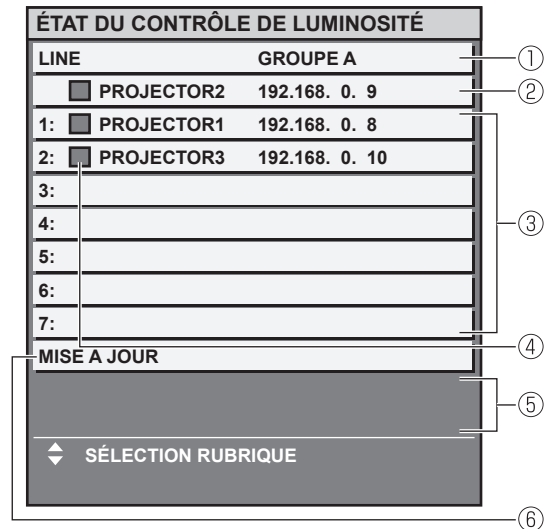 ÉTAT DU CONTRÔLE DE LUMINOSITÉ
LINE GROUPE A ①
PROJECTOR2 192.168. 0. 9 ②
1: PROJECTOR1 192.168. 0. 8
2: PROJECTOR3 192.168. 0. 10
3:
③
4:
5:
6:
7:
④
MISE A JOUR
⑤
SÉLECTION RUBRIQUE
⑥